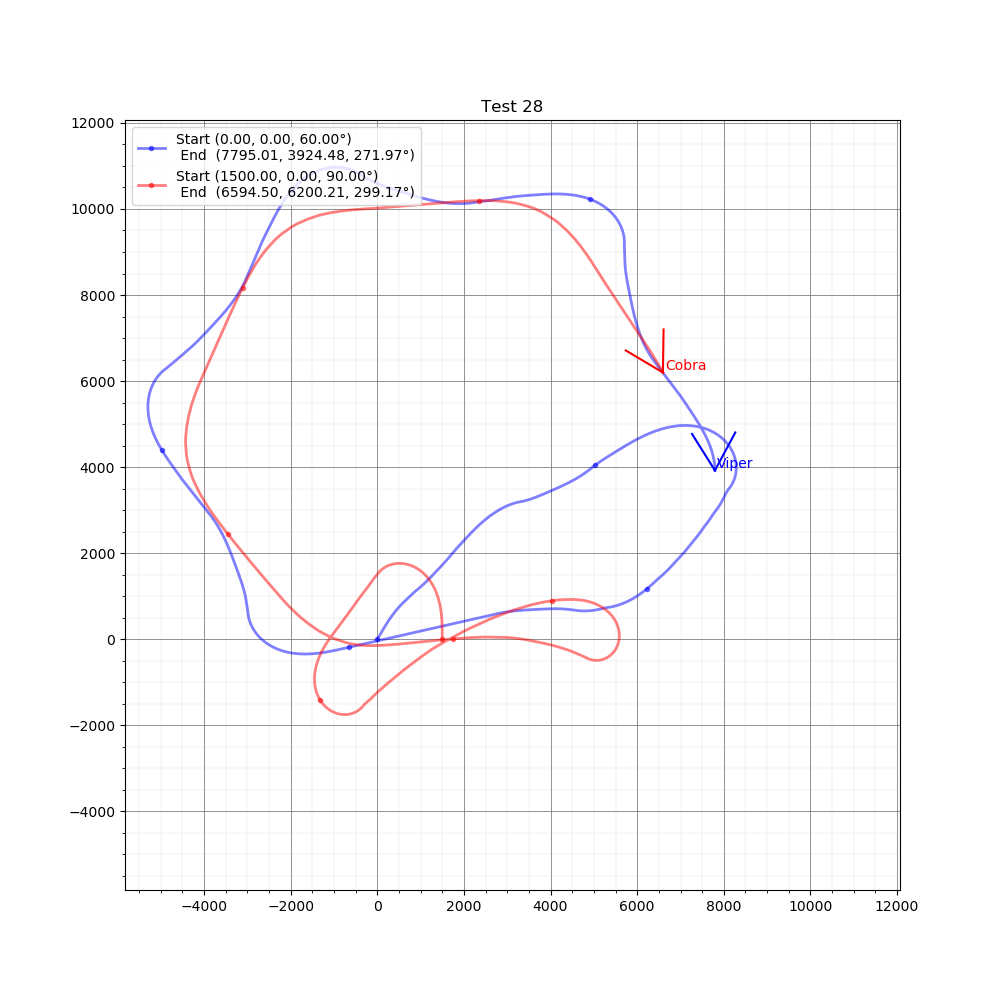 Test 28
Start (0.00, 0.00, 60.00°)
End (7795.01, 3924.48, 271.97°)
Start (1500.00, 0.00, 90.00°)
End (6594.50, 6200.21, 299.17°)
12000
10000
8000
6000
4000
2000
0
−2000
−4000
Cobra
Viper
−4000 −2000 0 2000 4000 6000 8000 10000 12000